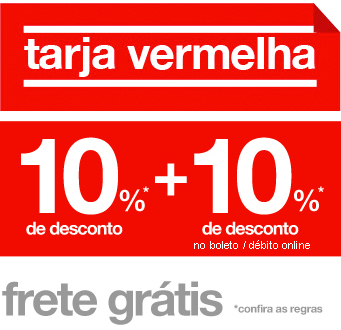 tarja vermelha
10%* + 10%*
de desconto de desconto
no boleto / débito online
frete grátis *confira as regras